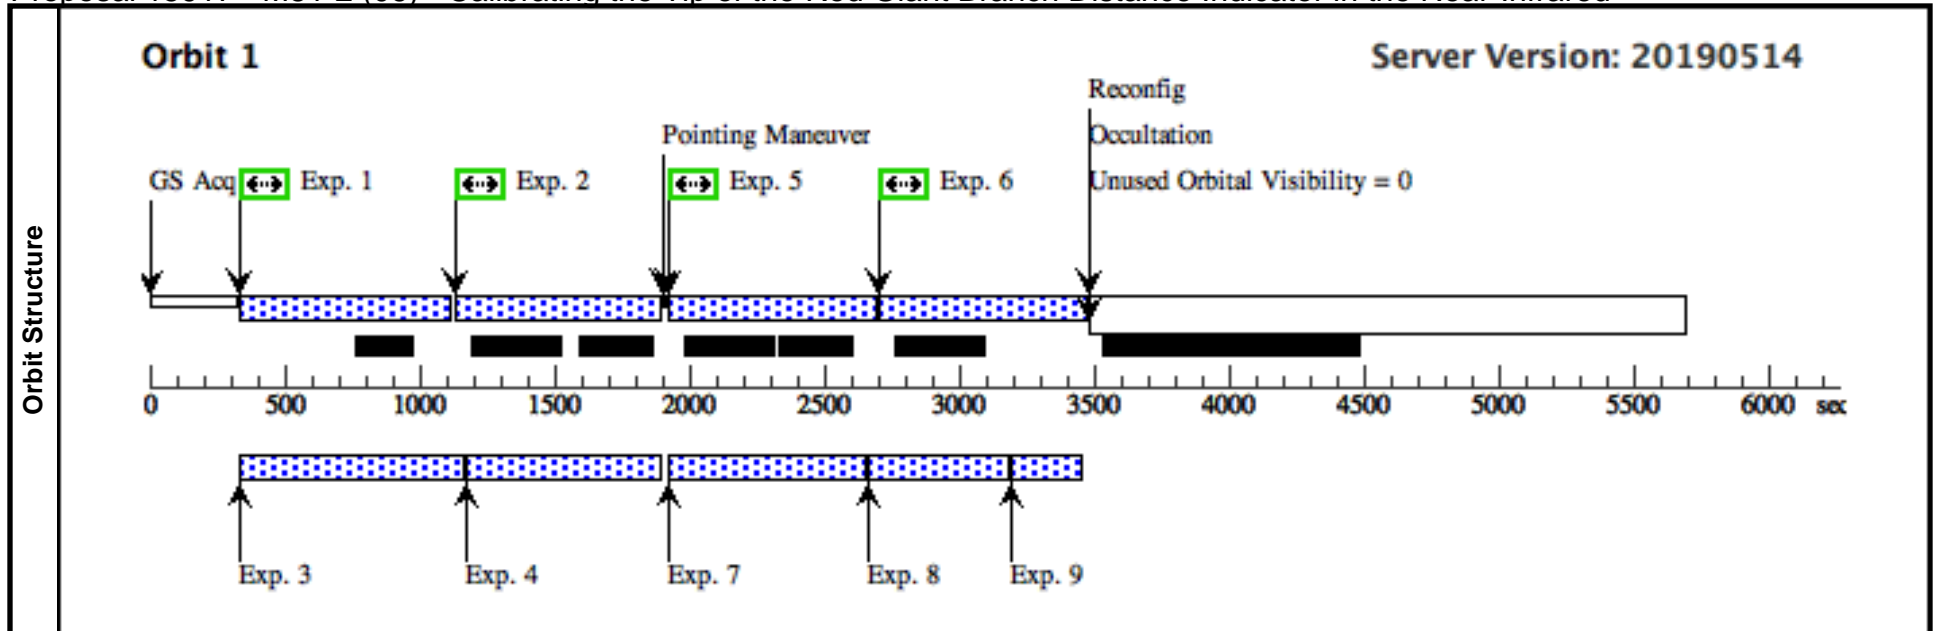 Orbit 1
Server Version: 20190514
Reconfig
Pointing Maneuver
Occultation
GS Acq
Exp. 1
Exp. 2
Exp. 5
Exp. 6
Unused Orbital Visibility = 0
Orbit Structure
0 500 1000 1500 2000 2500 3000 3500 4000 4500 5000 5500 6000 sec
Exp. 3
Exp. 4
Exp. 7
Exp. 8
Exp. 9